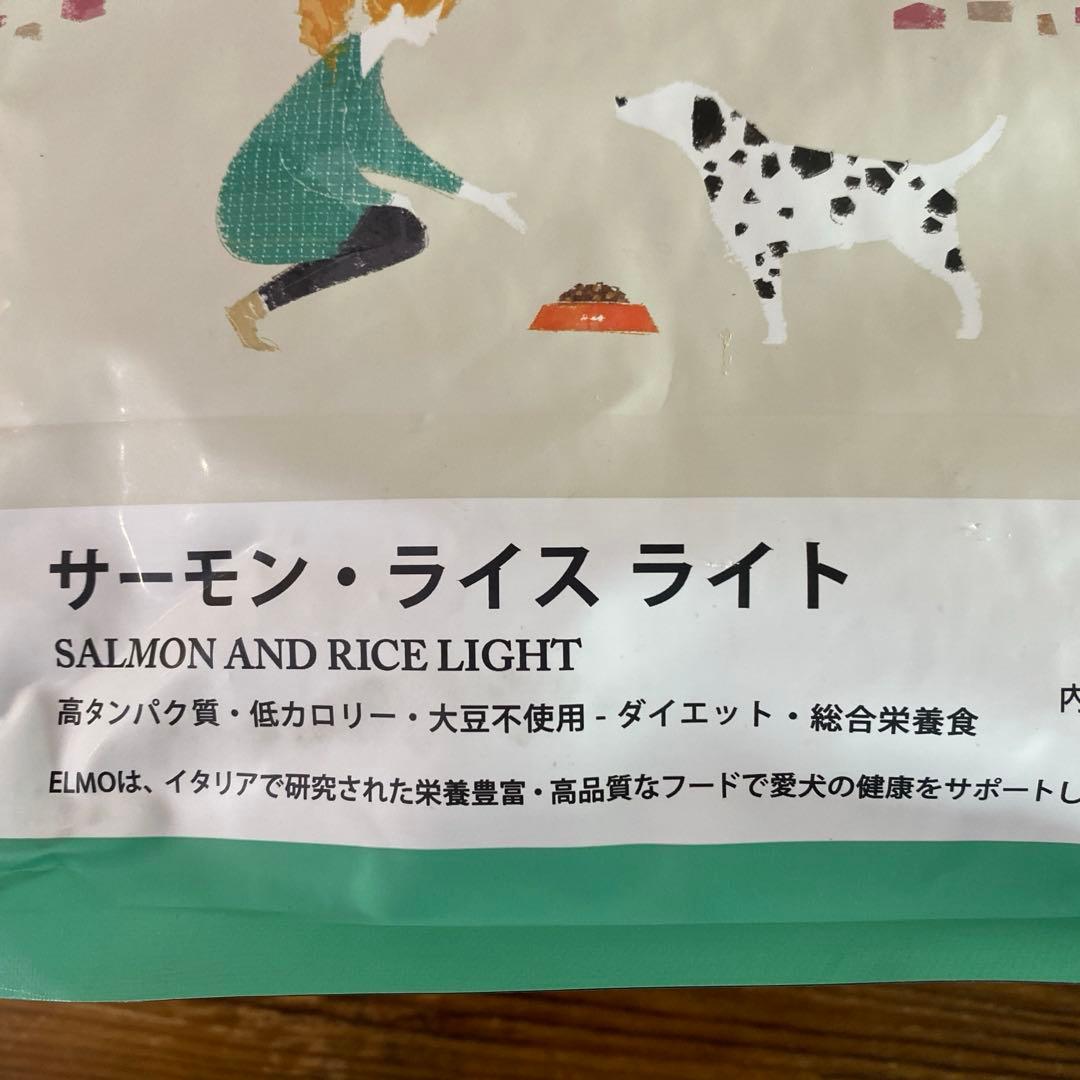 サーモン・ライス ライト
SALMON AND RICE LIGHT
高タンパク質・低カロリー・大豆不使用 - ダイエット・総合栄養食
内
ELMOは、イタリアで研究された栄養豊富・高品質なフードで愛犬の健康をサポートし